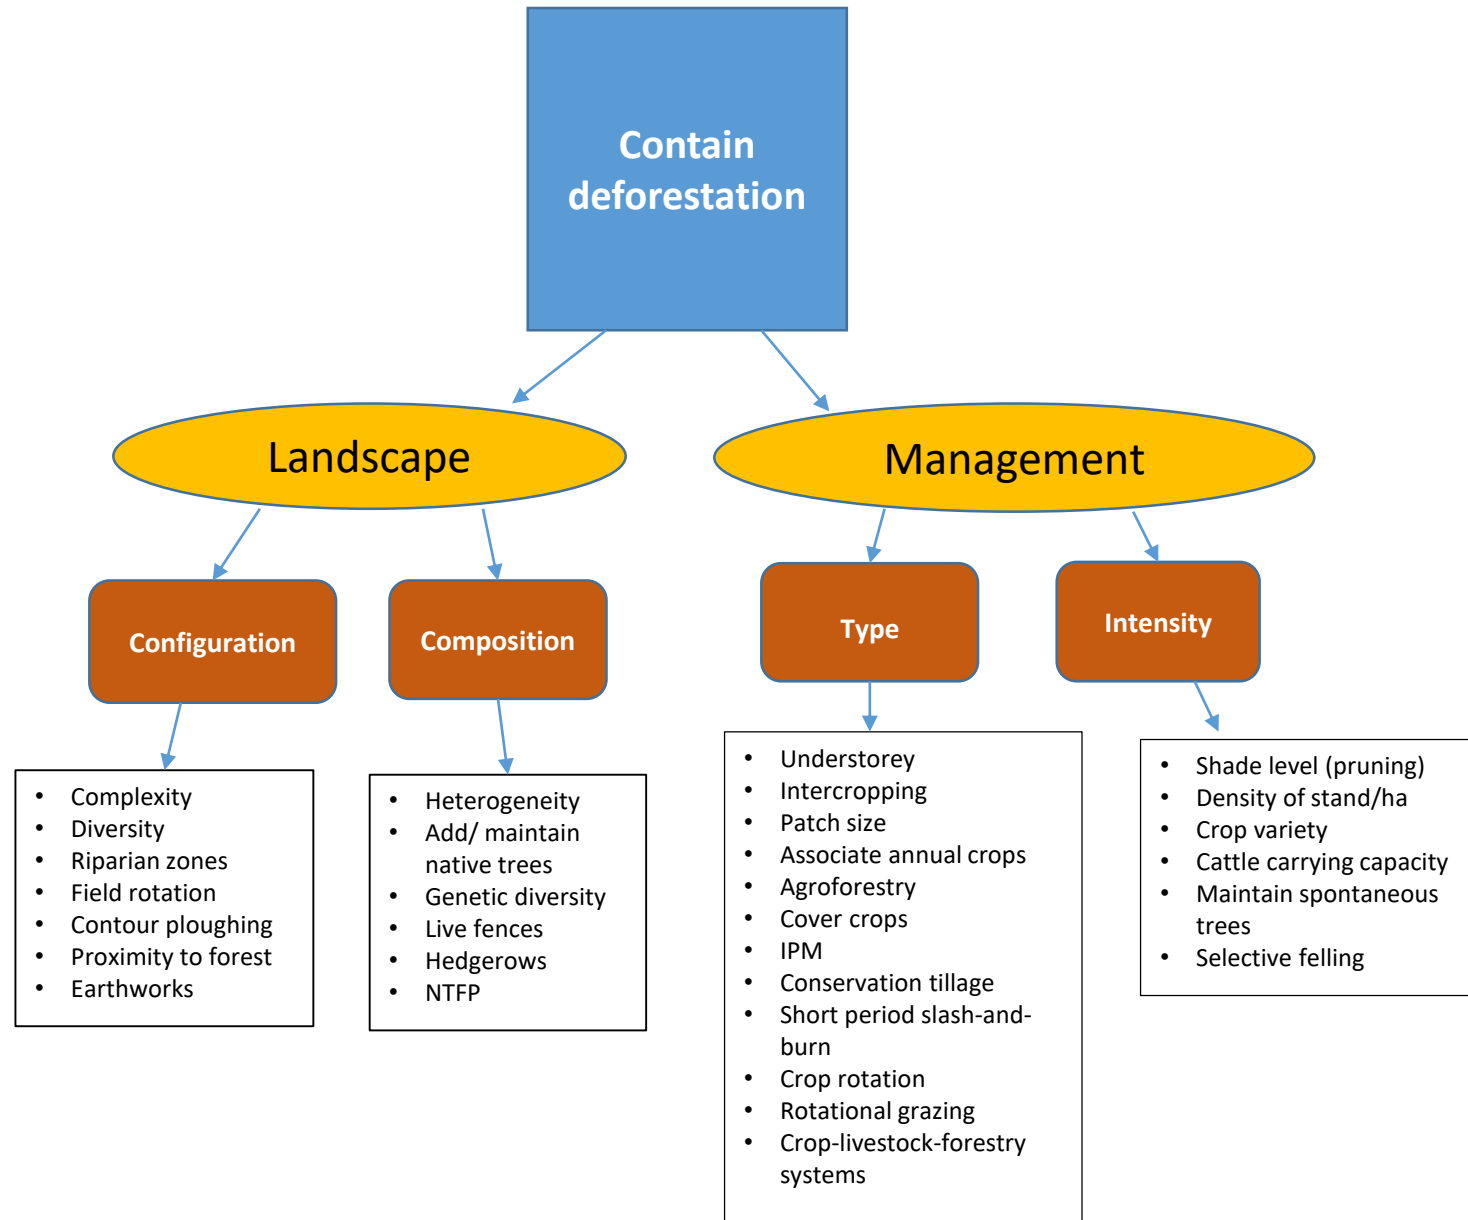 Contain
deforestation
Landscape
Management
Configuration
Composition
Type
Intensity
• Complexity
• Diversity
• Riparian zones
• Field rotation
• Contour ploughing
• Proximity to forest
• Earthworks
• Heterogeneity
• Add/ maintain
native trees
• Genetic diversity
• Live fences
• Hedgerows
• NTFP
• Understorey
• Intercropping
• Patch size
• Associate annual crops
• Agroforestry
• Cover crops
• IPM
• Conservation tillage
• Short period slash-and-
burn
• Crop rotation
• Rotational grazing
• Crop-livestock-forestry
systems
• Shade level (pruning)
• Density of stand/ha
• Crop variety
• Cattle carrying capacity
• Maintain spontaneous
trees
• Selective felling